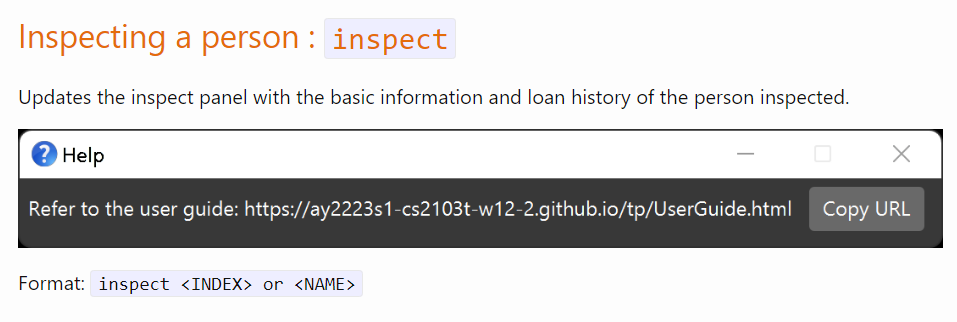 Inspecting a person : inspect
Updates the inspect panel with the basic information and loan history of the person inspected.
Help
Refer to the user guide: https://ay2223s1-cs2103t-w12-2.github.io/tp/UserGuide.html Copy URL
Format: inspect <INDEX> or <NAME>